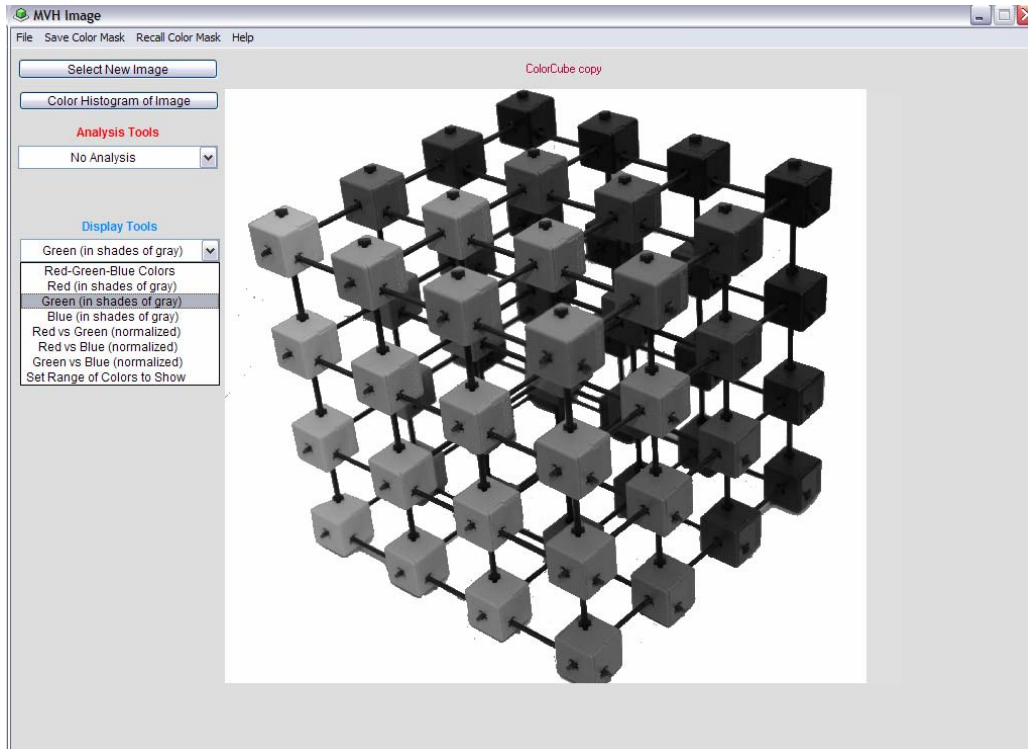 MVH Image
File Save Color Mask Recall Color Mask Help
Select New Image
ColorCube copy
Color Histogram of Image
Analysis Tools
No Analysis
Display Tools
Green (in shades of gray)
Red-Green-Blue Colors
Red (in shades of gray)
Green (in shades of gray)
Blue (in shades of gray)
Red vs Green (normalized)
Red vs Blue (normalized)
Green vs Blue (normalized)
Set Range of Colors to Show